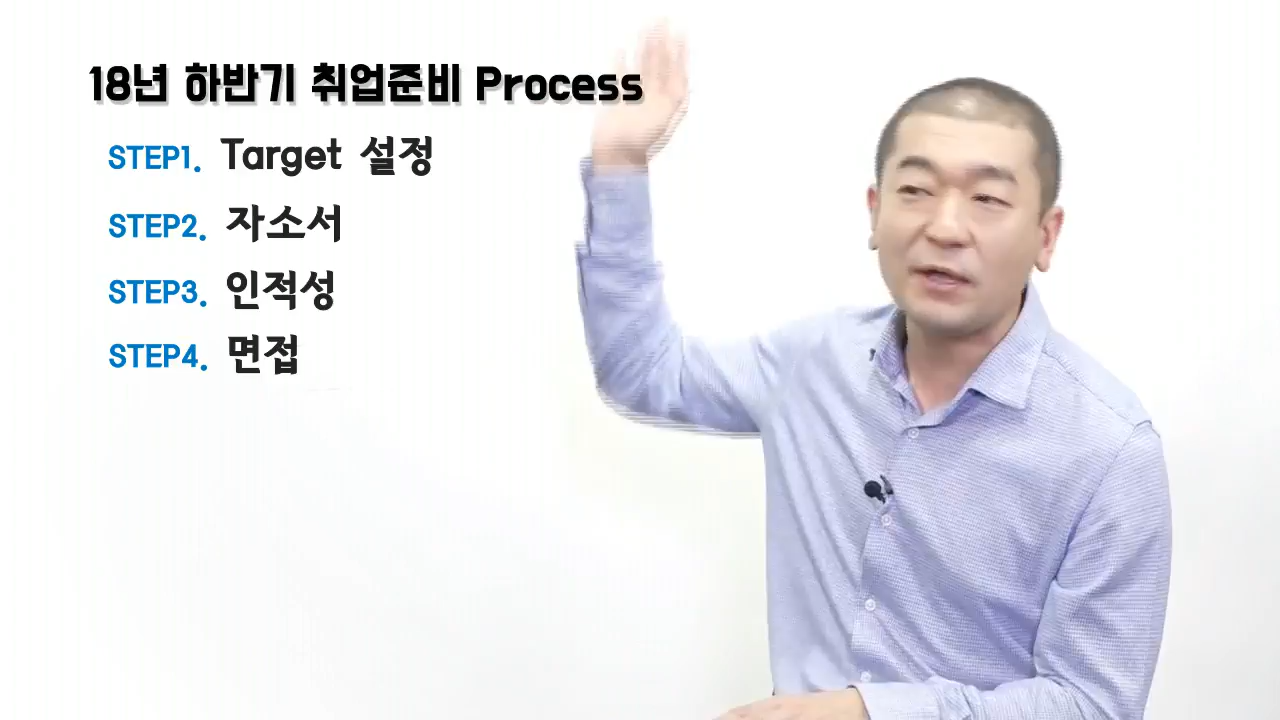 18년 하반기 취업준비 Process
STEP1. Target 설정
STEP2. 자소서
STEP3. 인적성
STEP4. 면접